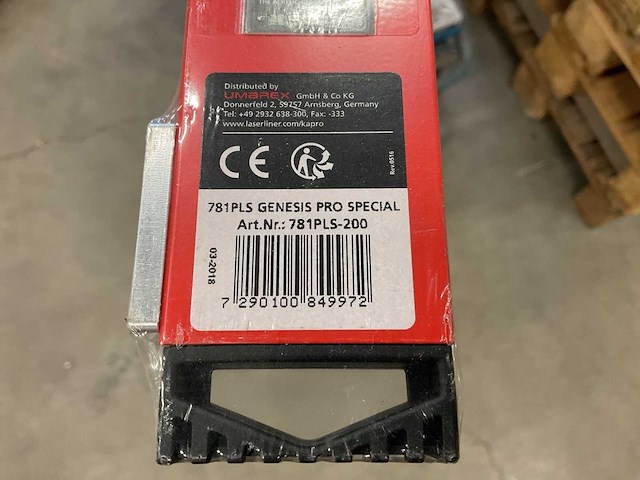 Distributed by
UMAREX GmbH & Co KG
Donnerfeld 2, 59757 Arnsberg, Germany
Tel: +49 2932 638-300, Fax: -333
www.laserliner.com/kapro
CE
Rev.0516
781PLS GENESIS PRO SPECIAL
Art.Nr.: 781PLS-200
03-2018
7 290100 849972